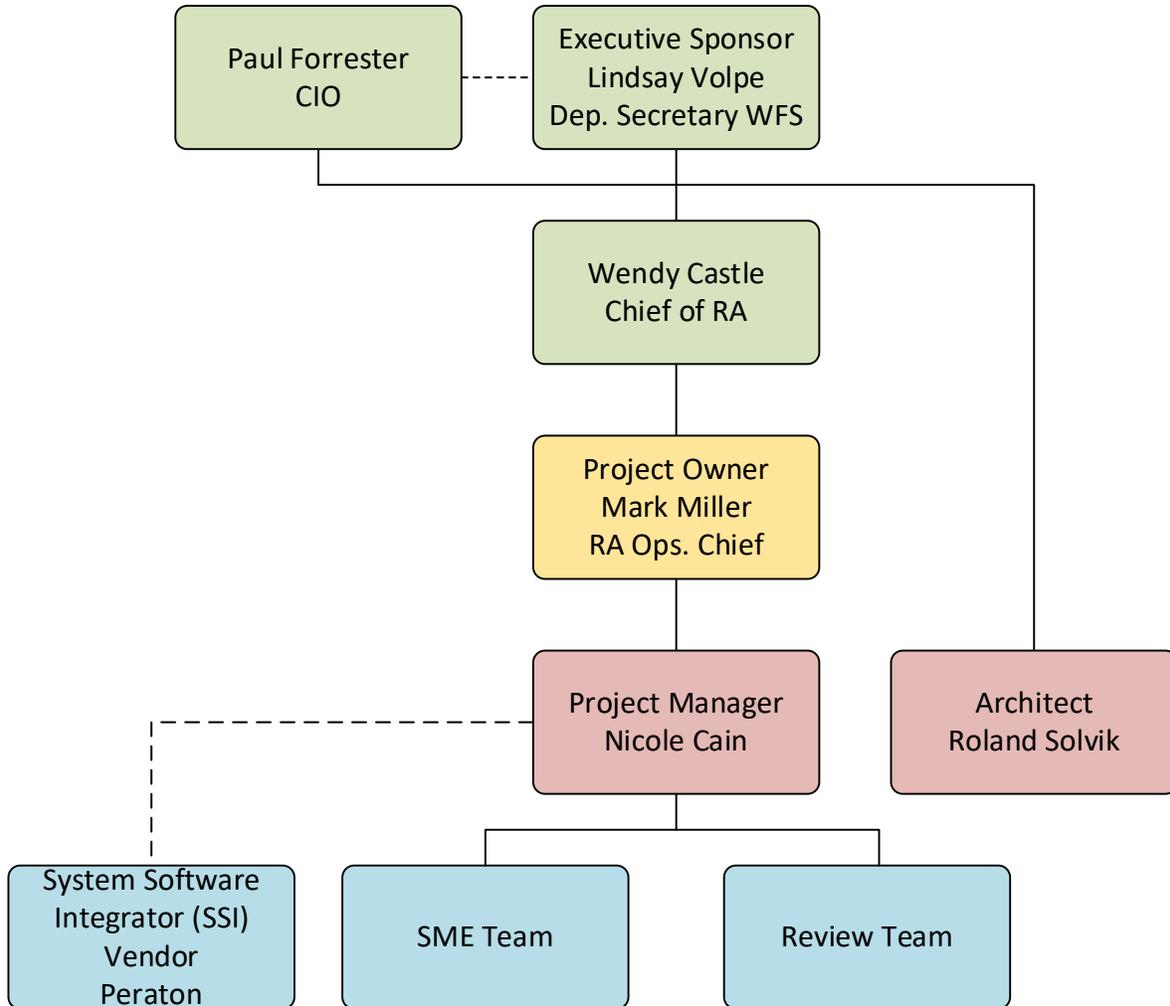 Paul Forrester
CIO
Executive Sponsor
Lindsay Volpe
Dep. Secretary WFS
Wendy Castle
Chief of RA
Project Owner
Mark Miller
RA Ops. Chief
Project Manager
Nicole Cain
Architect
Roland Solvik
System Software
Integrator (SSI)
Vendor
Peraton
SME Team
Review Team